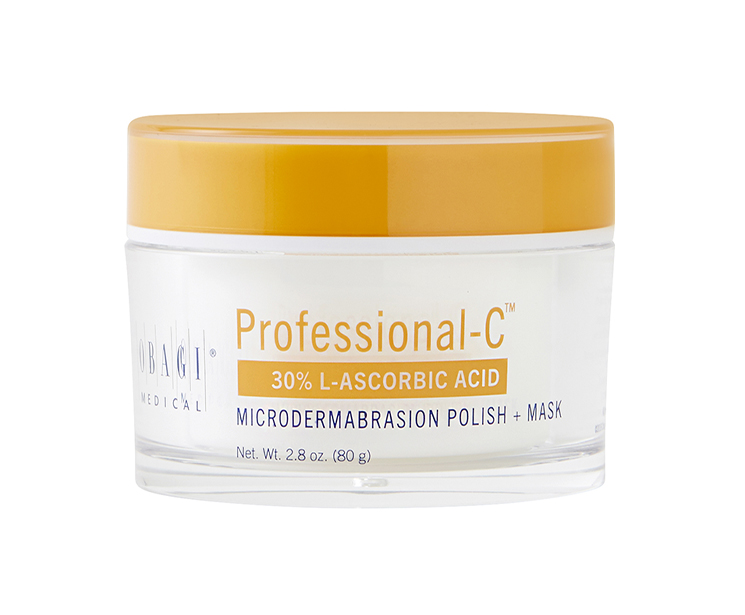 OBAGI®
MEDICAL
Professional-C™
30% L-ASCORBIC ACID
MICRODERMABRASION POLISH + MASK
Net. Wt. 2.8 oz. (80 g)